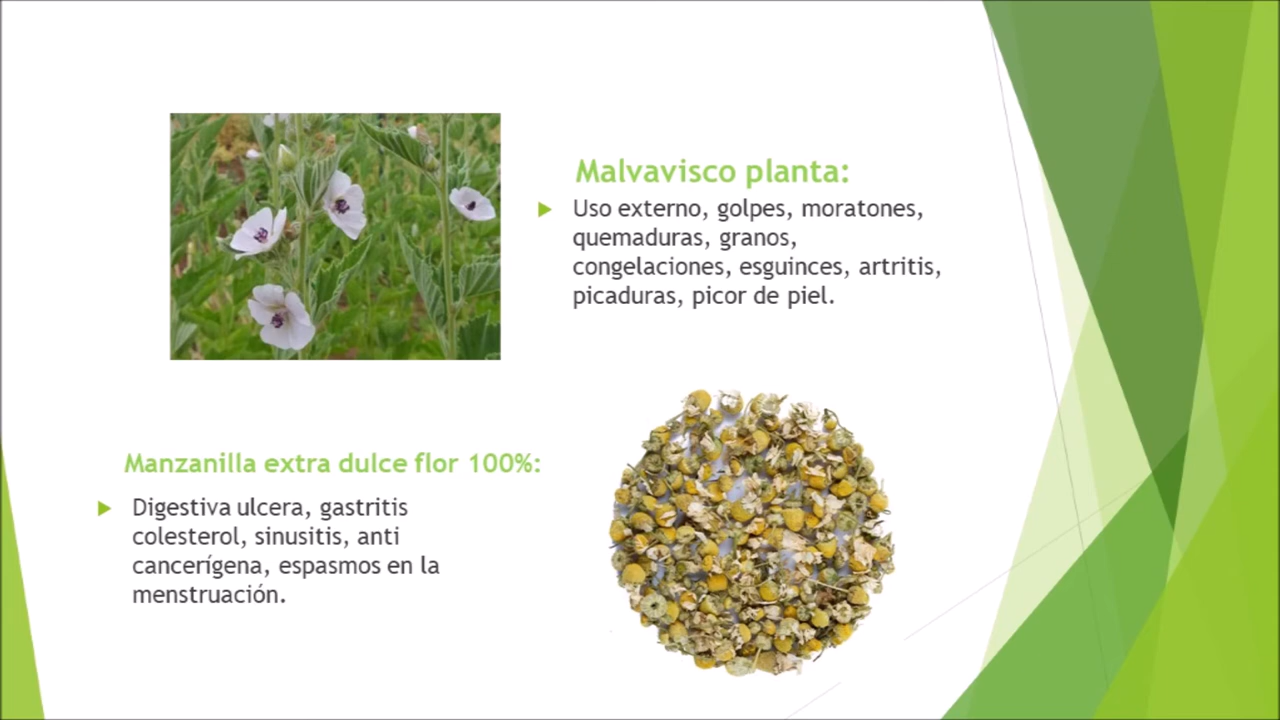 Malvavisco planta:
Uso externo, golpes, moratones,
quemaduras, granos,
congelaciones, esguinces, artritis,
picaduras, picor de piel.
Manzanilla extra dulce flor 100%:
Digestiva ulcera, gastritis
colesterol, sinusitis, anti
cancerígena, espasmos en la
menstruación.